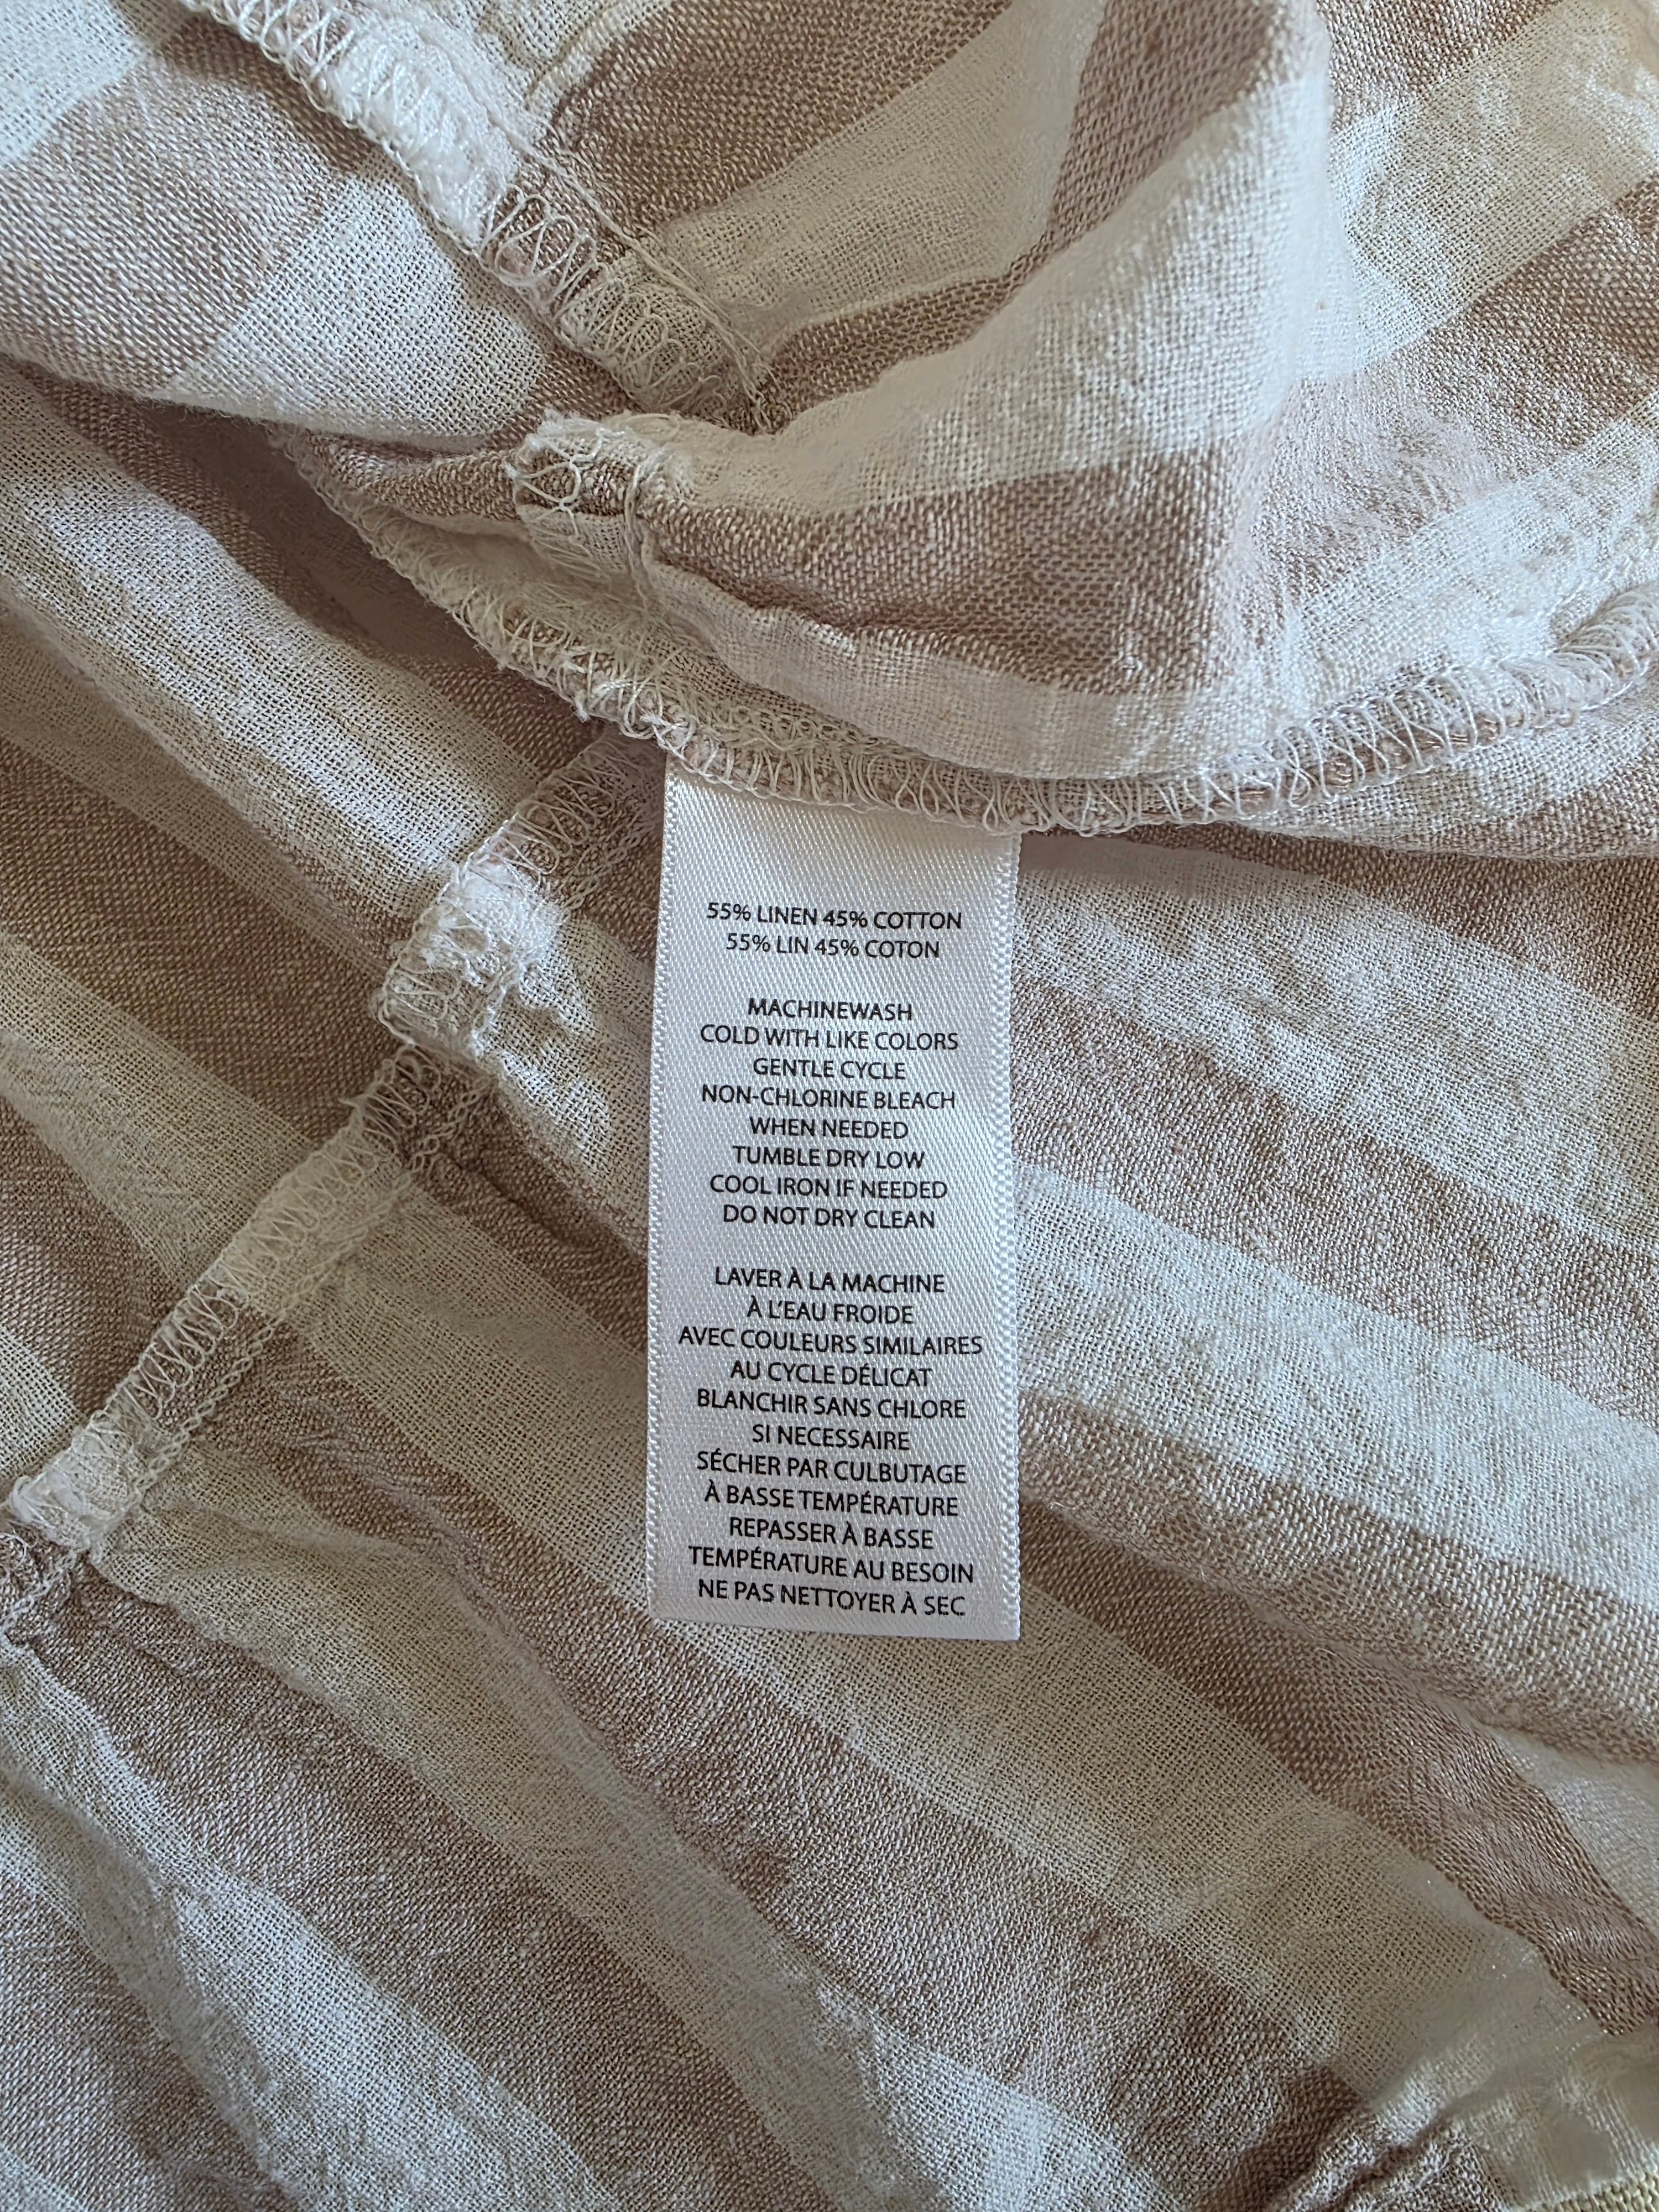 55% LINEN 45% COTTON
55% LIN 45% COTON
MACHINEWASH
COLD WITH LIKE COLORS
GENTLE CYCLE
NON-CHLORINE BLEACH
WHEN NEEDED
TUMBLE DRY LOW
COOL IRON IF NEEDED
DO NOT DRY CLEAN
LAVER À LA MACHINE
À L'EAU FROIDE
AVEC COULEURS SIMILAIRES
AU CYCLE DÉLICAT
BLANCHIR SANS CHLORE
SI NECESSAIRE
SÉCHER PAR CULBUTAGE
À BASSE TEMPÉRATURE
REPASSER À BASSE
TEMPÉRATURE AU BESOIN
NE PAS NETTOYER À SEC